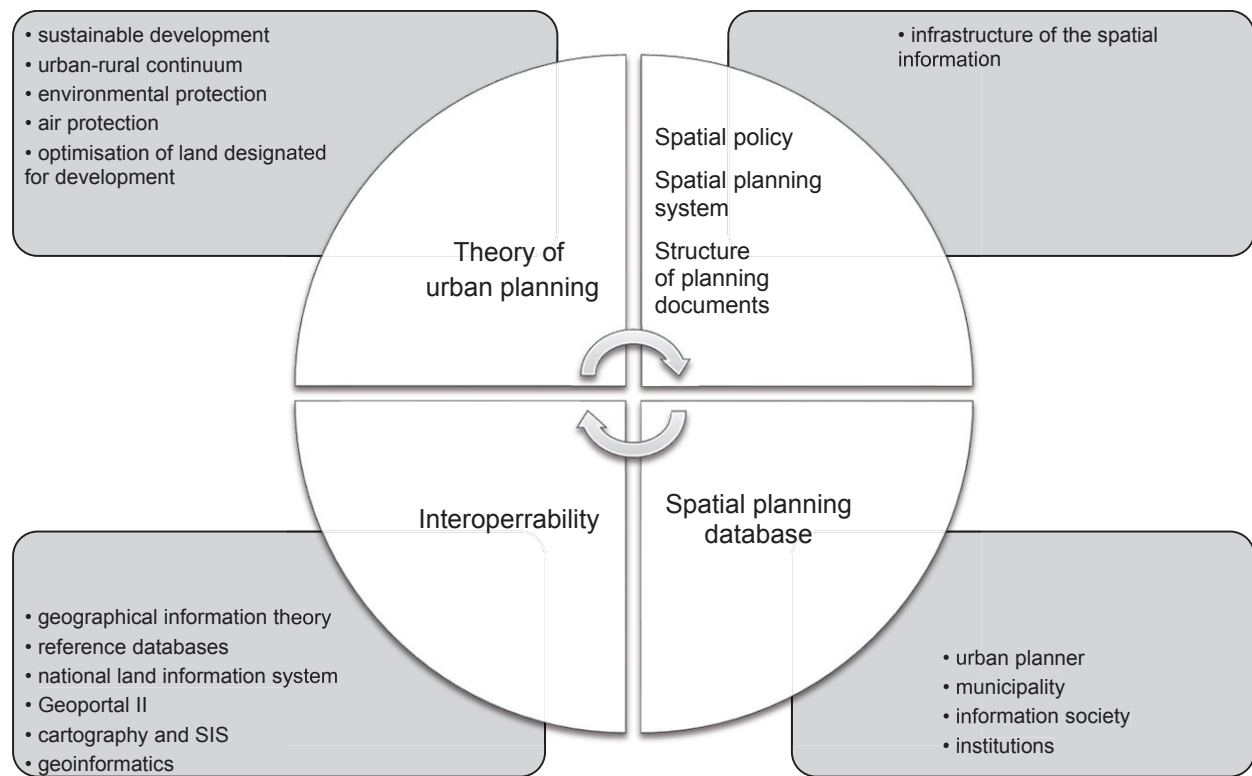 • sustainable development
• urban-rural continuum
• environmental protection
• air protection
• optimisation of land designated
for development
• infrastructure of the spatial
information
Theory of
urban planning
Spatial policy
Spatial planning
system
Structure
of planning
documents
Interoperrability
Spatial planning
database
• geographical information theory
• reference databases
• national land information system
• Geoportal II
• cartography and SIS
• geoinformatics
• urban planner
• municipality
• information society
• institutions